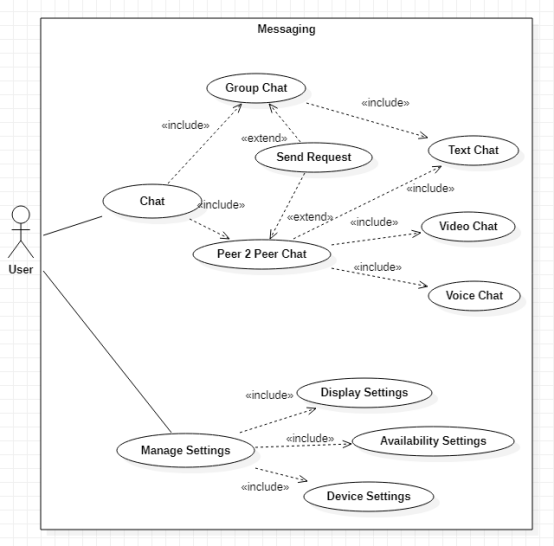 Messaging
Group Chat
«include»
«include»
«extend»
Text Chat
Send Request
«include»
Chat
«include»
«extend»
«include»
Video Chat
Peer 2 Peer Chat
User
«include»
Voice Chat
Display Settings
«include»
«include»
Availability Settings
Manage Settings
«include»
Device Settings